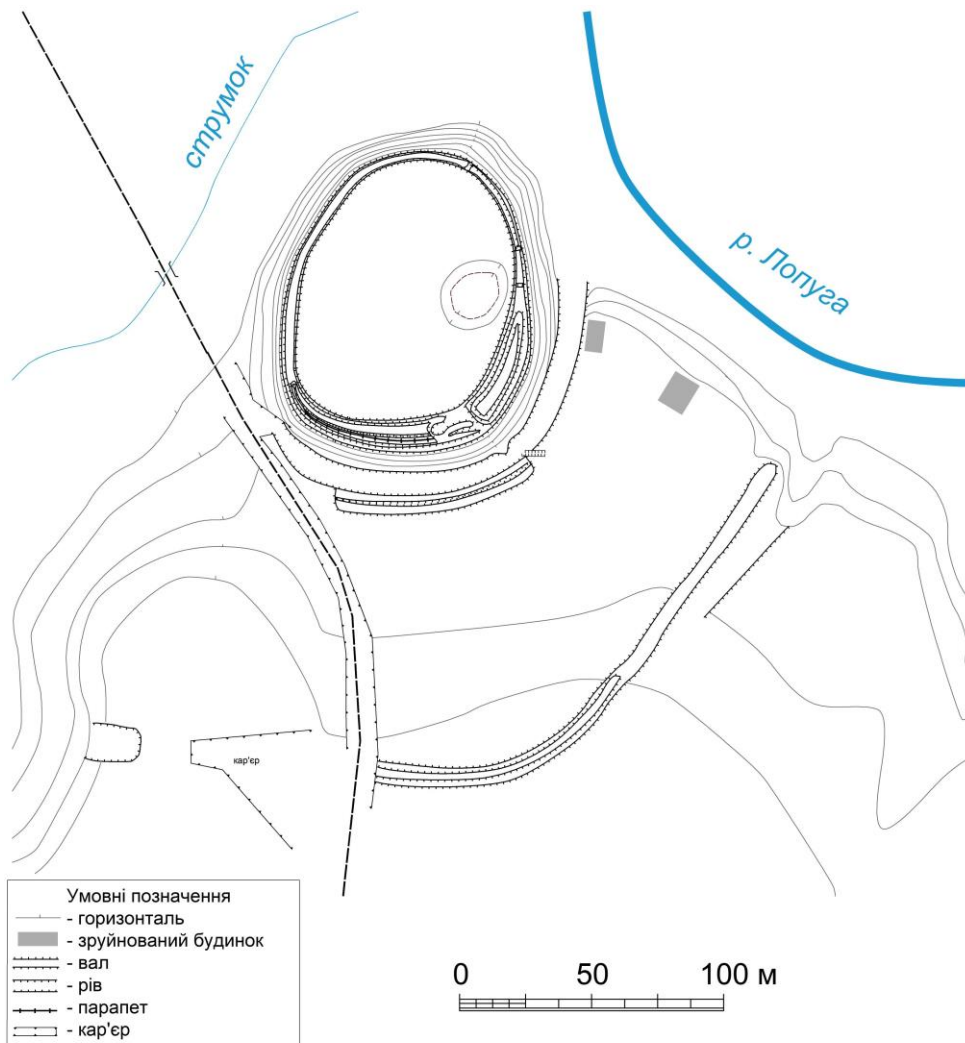 струмок
р. Лопуга
кар'єр
Умовні позначення
- горизонталь
- зруйнований будинок
- вал
- рів
- парапет
- кар'єр
0 50 100 м